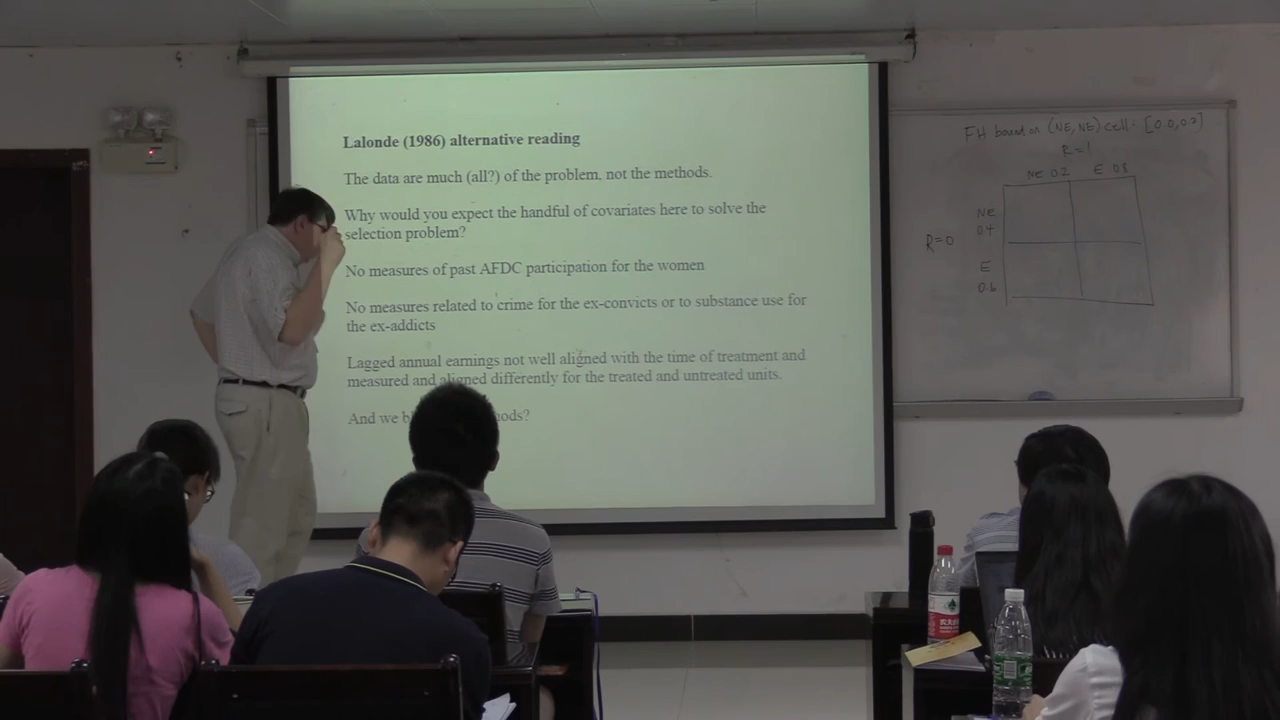 Lalonde (1986) alternative reading
The data are much (all?) of the problem, not the methods.
Why would you expect the handful of covariates here to solve the
selection problem?
No measures of past AFDC participation for the women
No measures related to crime for the ex-convicts or to substance use for
the ex-addicts
Lagged annual earnings not well aligned with the time of treatment and
measured and aligned differently for the treated and untreated units.
And we
FH bound on (NE, NE) cell: [0.0, 0.2]
R=1
NE 0.2 E 0.8
NE
0.4
R=0
E
0.6